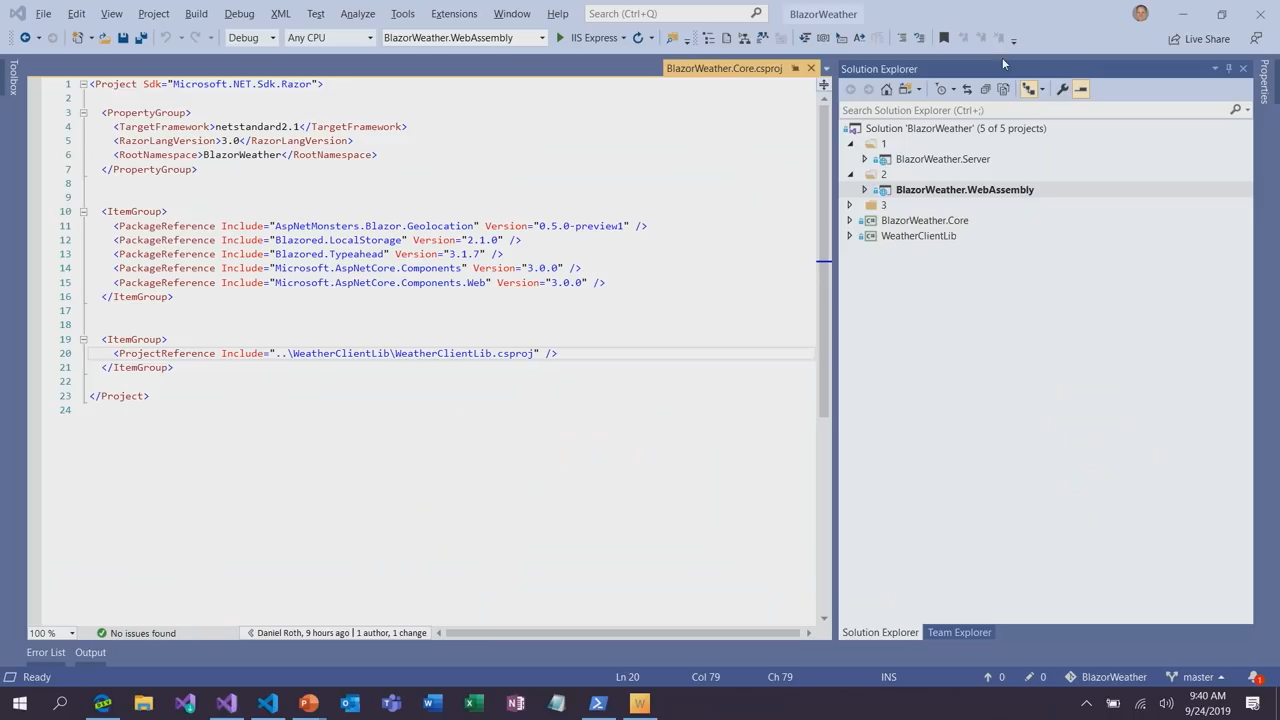 File Edit View Project Build Debug XML Test Analyze Tools Extensions Window Help Search (Ctrl+Q) BlazorWeather
Debug Any CPU BlazorWeather.WebAssembly IIS Express Live Share
Toolbox
BlazorWeather.Core.csproj
1 <Project Sdk="Microsoft.NET.Sdk.Razor">
2
3 <PropertyGroup>
4 <TargetFramework>netstandard2.1</TargetFramework>
5 <RazorLangVersion>3.0</RazorLangVersion>
6 <RootNamespace>BlazorWeather</RootNamespace>
7 </PropertyGroup>
8
9
10 <ItemGroup>
11 <PackageReference Include="AspNetMonsters.Blazor.Geolocation" Version="0.5.0-preview1" />
12 <PackageReference Include="Blazored.LocalStorage" Version="2.1.0" />
13 <PackageReference Include="Blazored.Typeahead" Version="3.1.7" />
14 <PackageReference Include="Microsoft.AspNetCore.Components" Version="3.0.0" />
15 <PackageReference Include="Microsoft.AspNetCore.Components.Web" Version="3.0.0" />
16 </ItemGroup>
17
18
19 <ItemGroup>
20 <ProjectReference Include="..\WeatherClientLib\WeatherClientLib.csproj" />
21 </ItemGroup>
22
23 </Project>
24
100 % No issues found Daniel Roth, 9 hours ago | 1 author, 1 change
Solution Explorer
Search Solution Explorer (Ctrl+;)
Solution 'BlazorWeather' (5 of 5 projects)
1
BlazorWeather.Server
2
BlazorWeather.WebAssembly
3
BlazorWeather.Core
WeatherClientLib
Solution Explorer Team Explorer
Properties
Error List Output
Ready Ln 20 Col 79 Ch 79 INS 0 0 BlazorWeather master 1
9:40 AM
9/24/2019